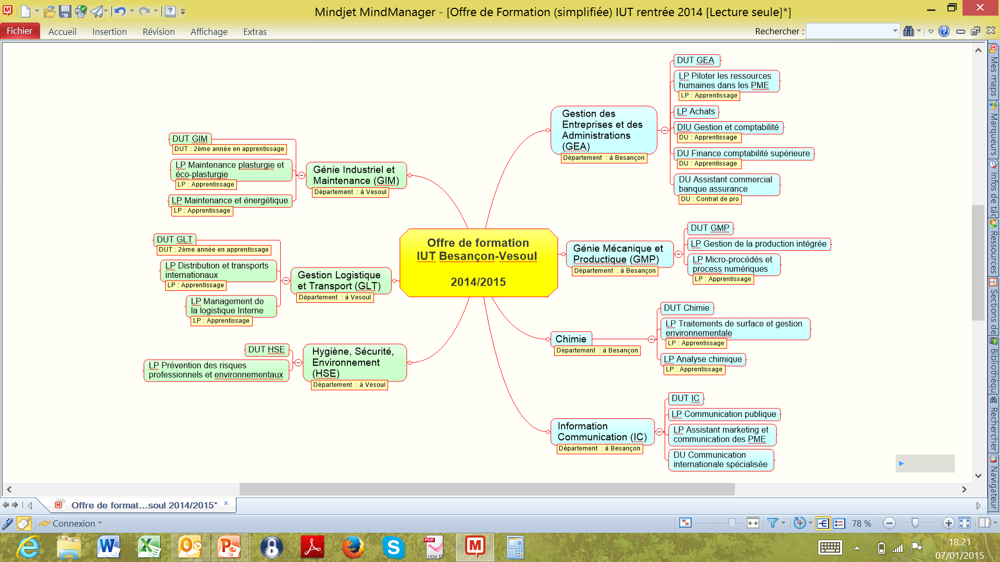 Mindjet MindManager - [Offre de Formation (simplifiée) IUT rentrée 2014 [Lecture seule]*]
Fichier
Accueil
Insertion
Révision
Affichage
Extras
Rechercher :
DUT GEA
LP Piloter les ressources
humaines dans les PME
LP : Apprentissage
LP Achats
DIU Gestion et comptabilité
DU : Apprentissage
DU Finance comptabilité supérieure
DU : Apprentissage
DU Assistant commercial
banque assurance
DU : Contrat de pro
Gestion des
Entreprises et des
Administrations
(GEA)
Département : à Besançon
DUT GIM
DUT : 2ème année en apprentissage
LP Maintenance plasturgie et
éco-plasturgie
LP : Apprentissage
LP Maintenance et énergétique
LP : Apprentissage
Génie Industriel et
Maintenance (GIM)
Département : à Vesoul
Offre de formation
IUT Besançon-Vesoul
2014/2015
DUT GMP
LP Gestion de la production intégrée
LP Micro-procédés et
process numériques
LP : Apprentissage
Génie Mécanique et
Productique (GMP)
Département : à Besançon
DUT GLT
DUT : 2ème année en apprentissage
LP Distribution et transports
internationaux
LP : Apprentissage
LP Management de
la logistique Interne
LP : Apprentissage
Gestion Logistique
et Transport (GLT)
Département : à Vesoul
DUT Chimie
LP Traitements de surface et gestion
environnementale
LP : Apprentissage
LP Analyse chimique
LP : Apprentissage
Chimie
Département : à Besançon
DUT HSE
LP Prévention des risques
professionnels et environnementaux
Hygiène, Sécurité,
Environnement
(HSE)
Département : à Vesoul
DUT IC
LP Communication publique
LP Assistant marketing et
communication des PME
DU Communication
internationale spécialisée
Information
Communication (IC)
Département : à Besançon
Mes maps
Marqueurs
Infos de tâc
Ressources
Sections de
Bibliothèqu
Rechercher
Navigateur
Offre de format...soul 2014/2015*
Connexion
78 %
18:21
07/01/2015